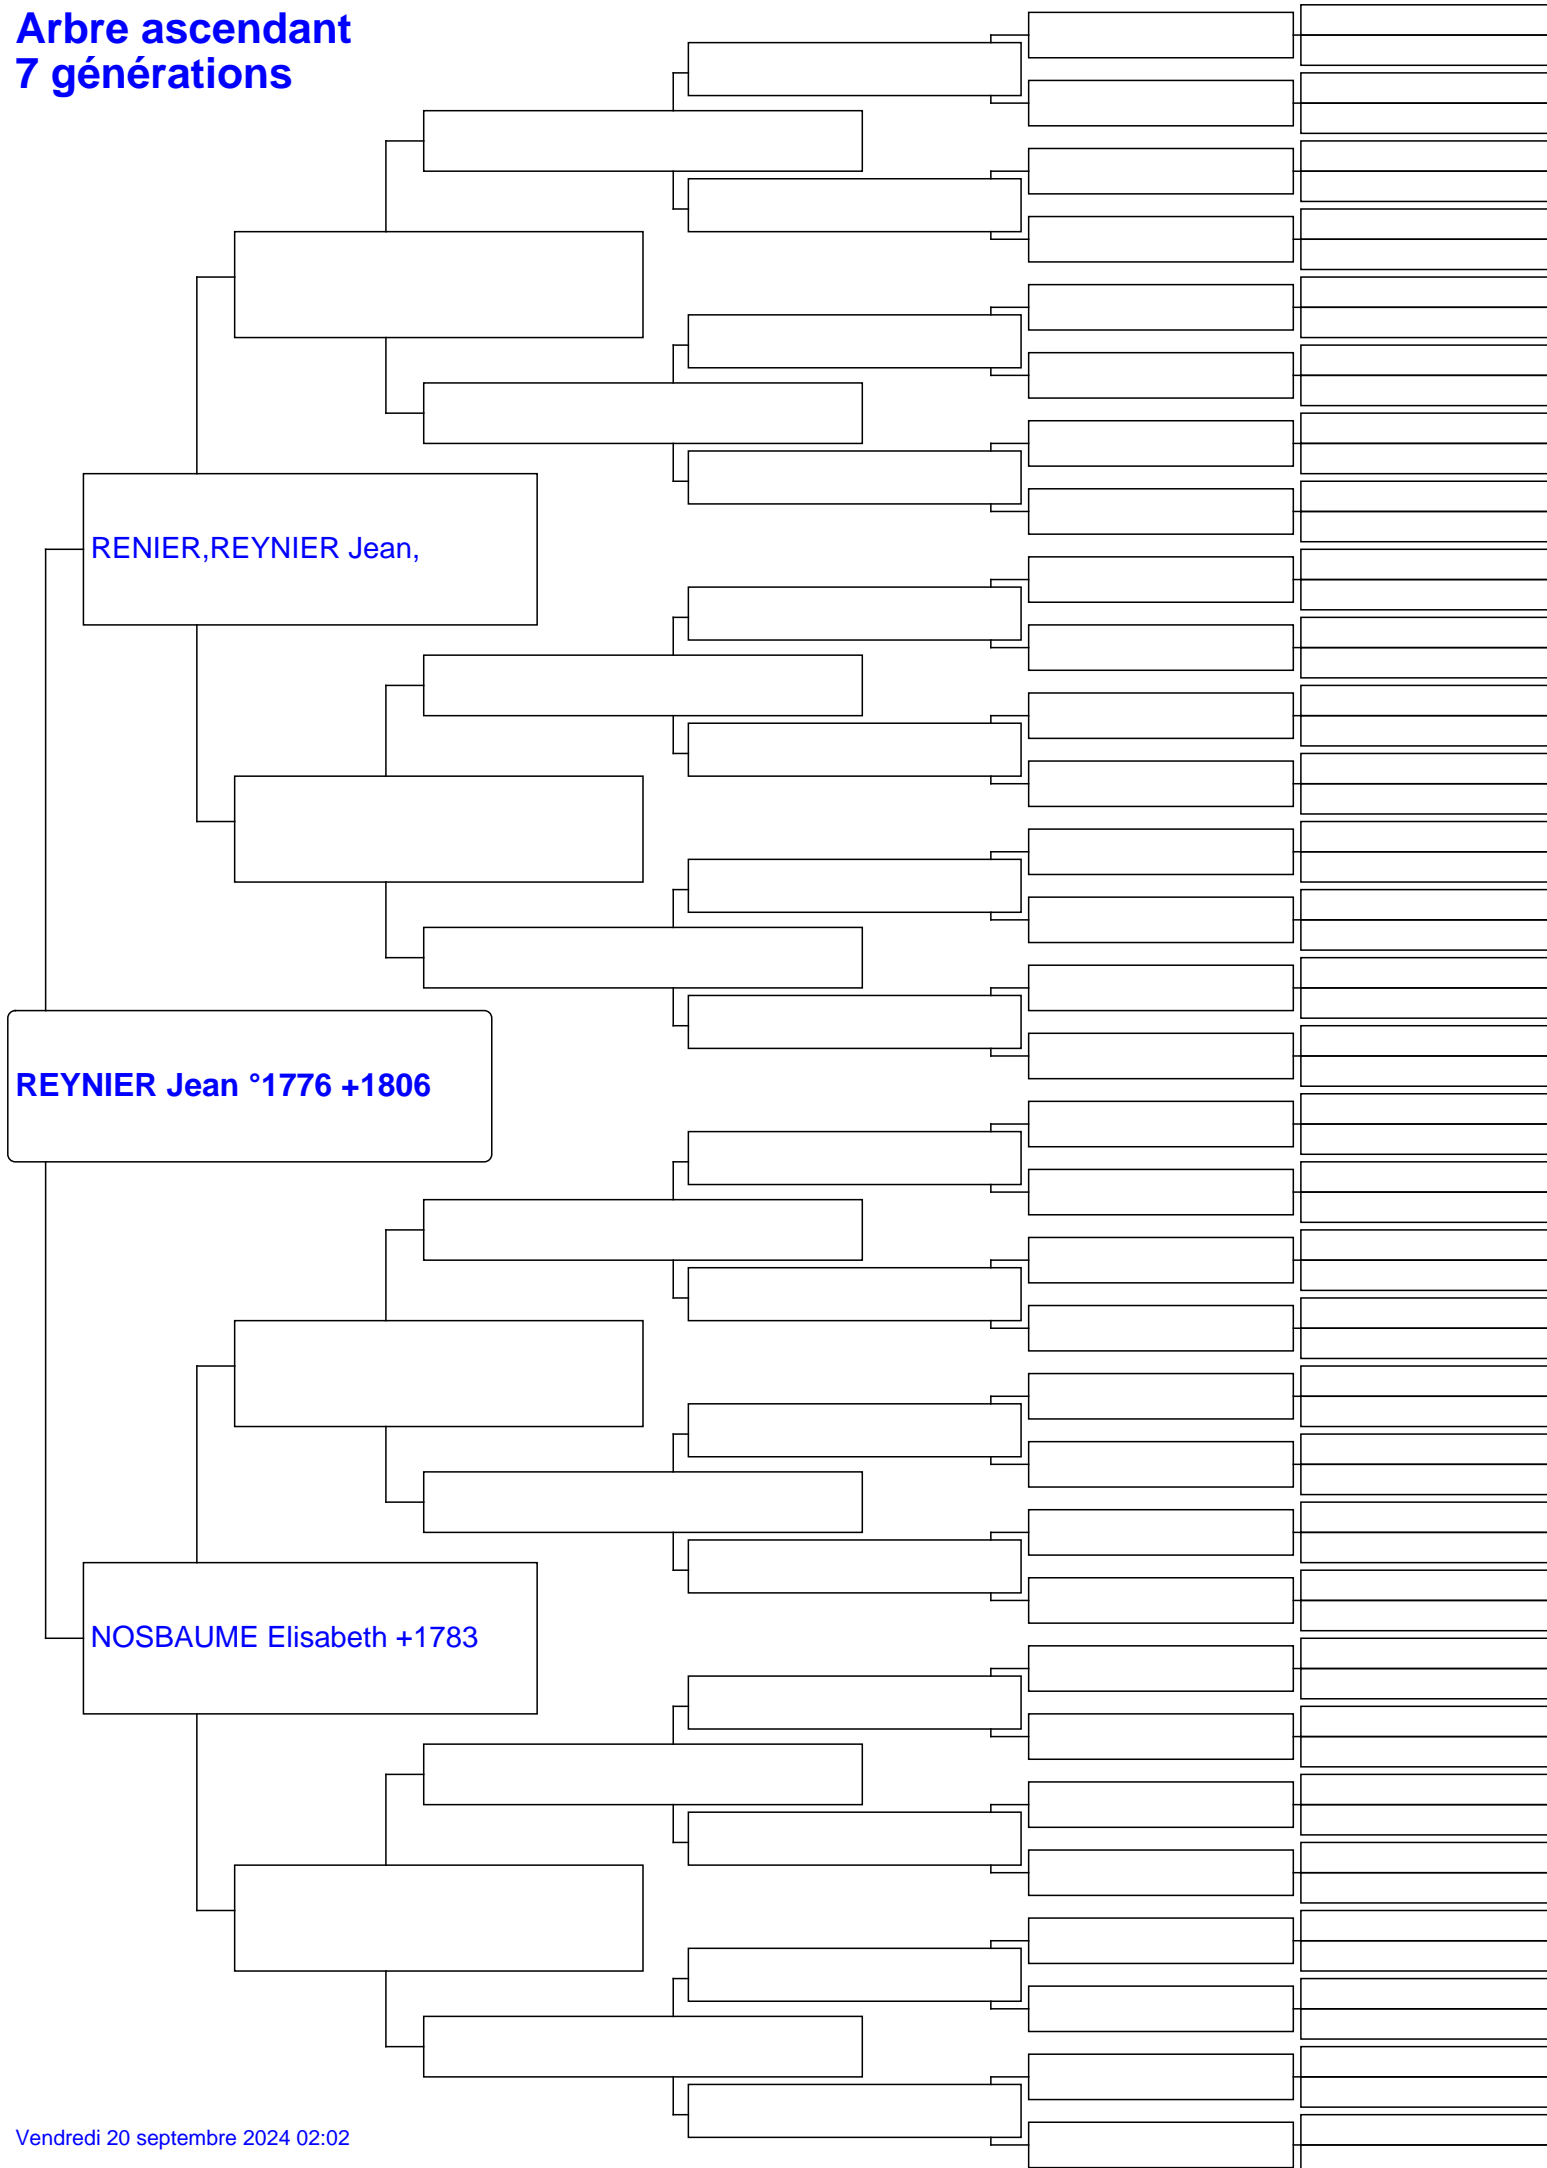 Arbre ascendant
7 générations
RENIER,REYNIER Jean,
REYNIER Jean °1776 +1806
NOSBAUME Elisabeth +1783
Vendredi 20 septembre 2024 02:02